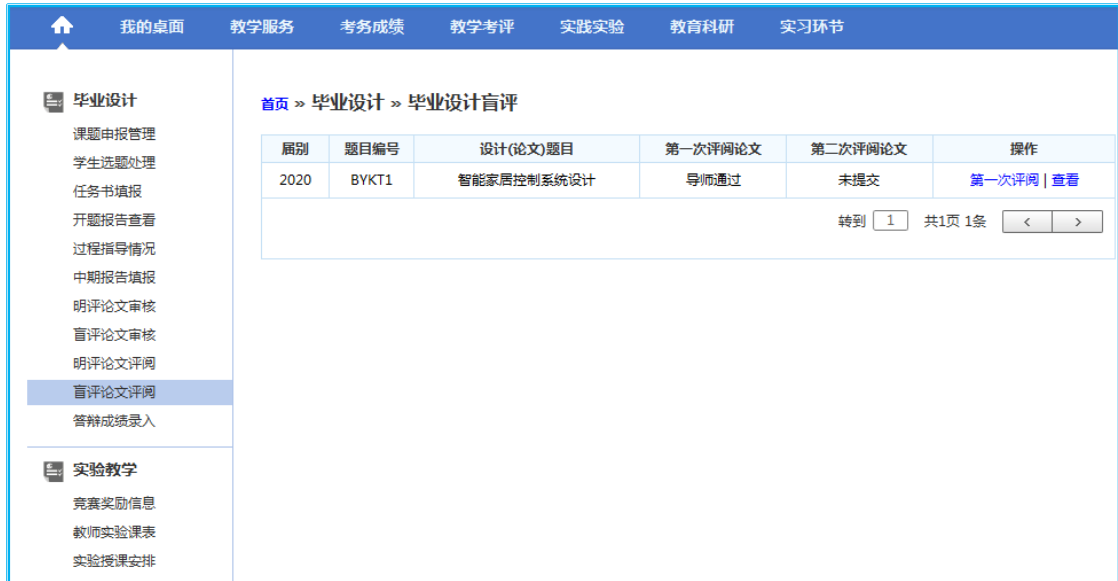 我的桌面 教学服务 考务成绩 教学考评 实践实验 教育科研 实习环节
毕业设计
课题申报管理
学生选题处理
任务书填报
开题报告查看
过程指导情况
中期报告填报
明评论文审核
盲评论文审核
明评论文评阅
盲评论文评阅
答辩成绩录入
实验教学
竞赛奖励信息
教师实验课表
实验授课安排
首页 » 毕业设计 » 毕业设计盲评
届别 题目编号 设计(论文)题目 第一次评阅论文 第二次评阅论文 操作
2020 BYKT1 智能家居控制系统设计 导师通过 未提交 第一次评阅 | 查看
转到 1 共1页 1条 < >